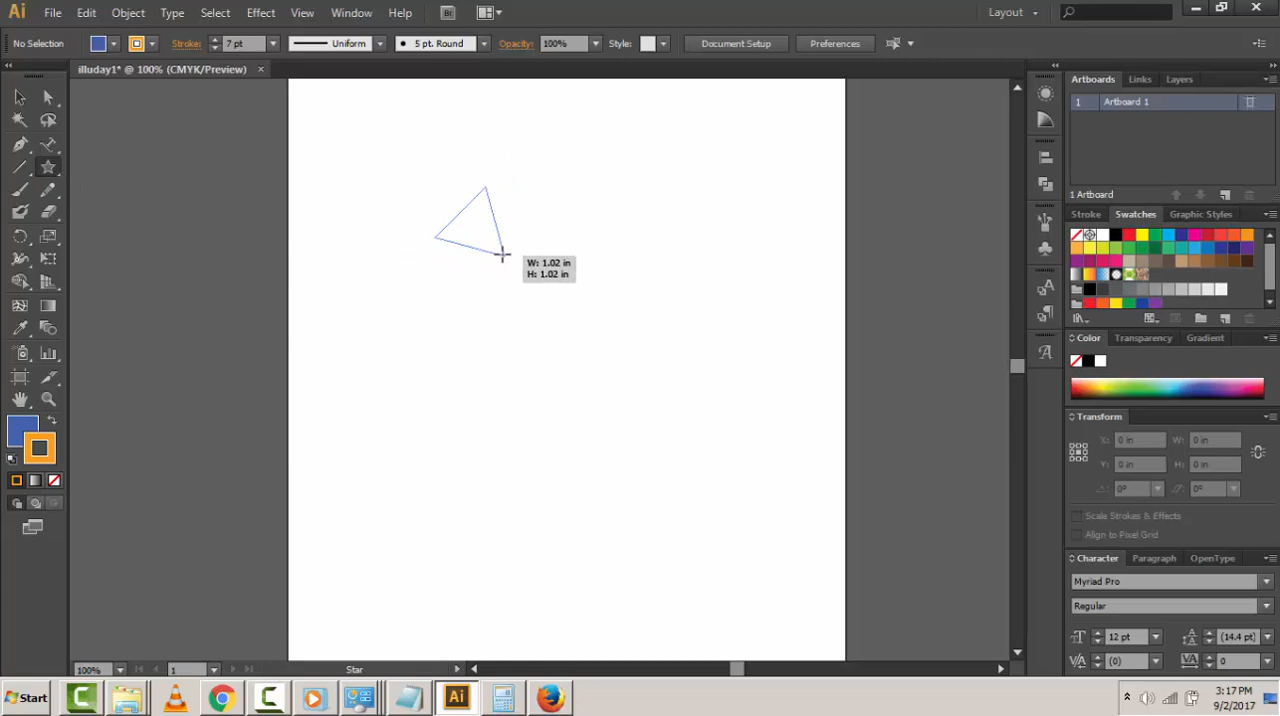 Ai File Edit Object Type Select Effect View Window Help Br Layout
No Selection Stroke: 7 pt Uniform 5 pt. Round Opacity: 100% Style: Document Setup Preferences
illuday1* @ 100% (CMYK/Preview) ×
W: 1.02 in
H: 1.02 in
Artboards Links Layers
1 Artboard 1
1 Artboard
Stroke Swatches Graphic Styles
Color Transparency Gradient
Transform
X: 0 in W: 0 in
Y: 0 in H: 0 in
0° 0°
Scale Strokes & Effects
Align to Pixel Grid
Character Paragraph OpenType
Myriad Pro
Regular
12 pt (14.4 pt)
(0) 0
100% 1 Star
Start Ai 3:17 PM
9/2/2017